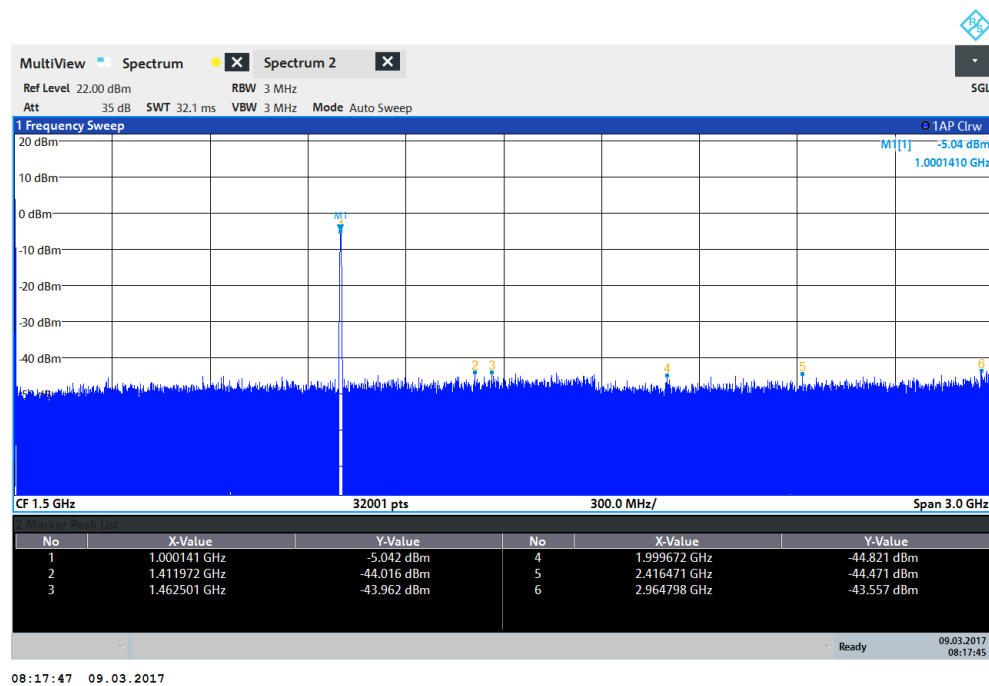 R&S
MultiView Spectrum X Spectrum 2 X
Ref Level 22.00 dBm RBW 3 MHz SGL
Att 35 dB SWT 32.1 ms VBW 3 MHz Mode Auto Sweep
1 Frequency Sweep 1AP Clrw
20 dBm M1[1] -5.04 dBm
1.0001410 GHz
10 dBm
0 dBm M1
1
-10 dBm
-20 dBm
-30 dBm
-40 dBm 2 3 4 5 6
CF 1.5 GHz 32001 pts 300.0 MHz/ Span 3.0 GHz
2 Marker Peak List
No X-Value Y-Value No X-Value Y-Value
1 1.000141 GHz -5.042 dBm 4 1.999672 GHz -44.821 dBm
2 1.411972 GHz -44.016 dBm 5 2.416471 GHz -44.471 dBm
3 1.462501 GHz -43.962 dBm 6 2.964798 GHz -43.557 dBm
Ready 09.03.2017
08:17:45
08:17:47 09.03.2017